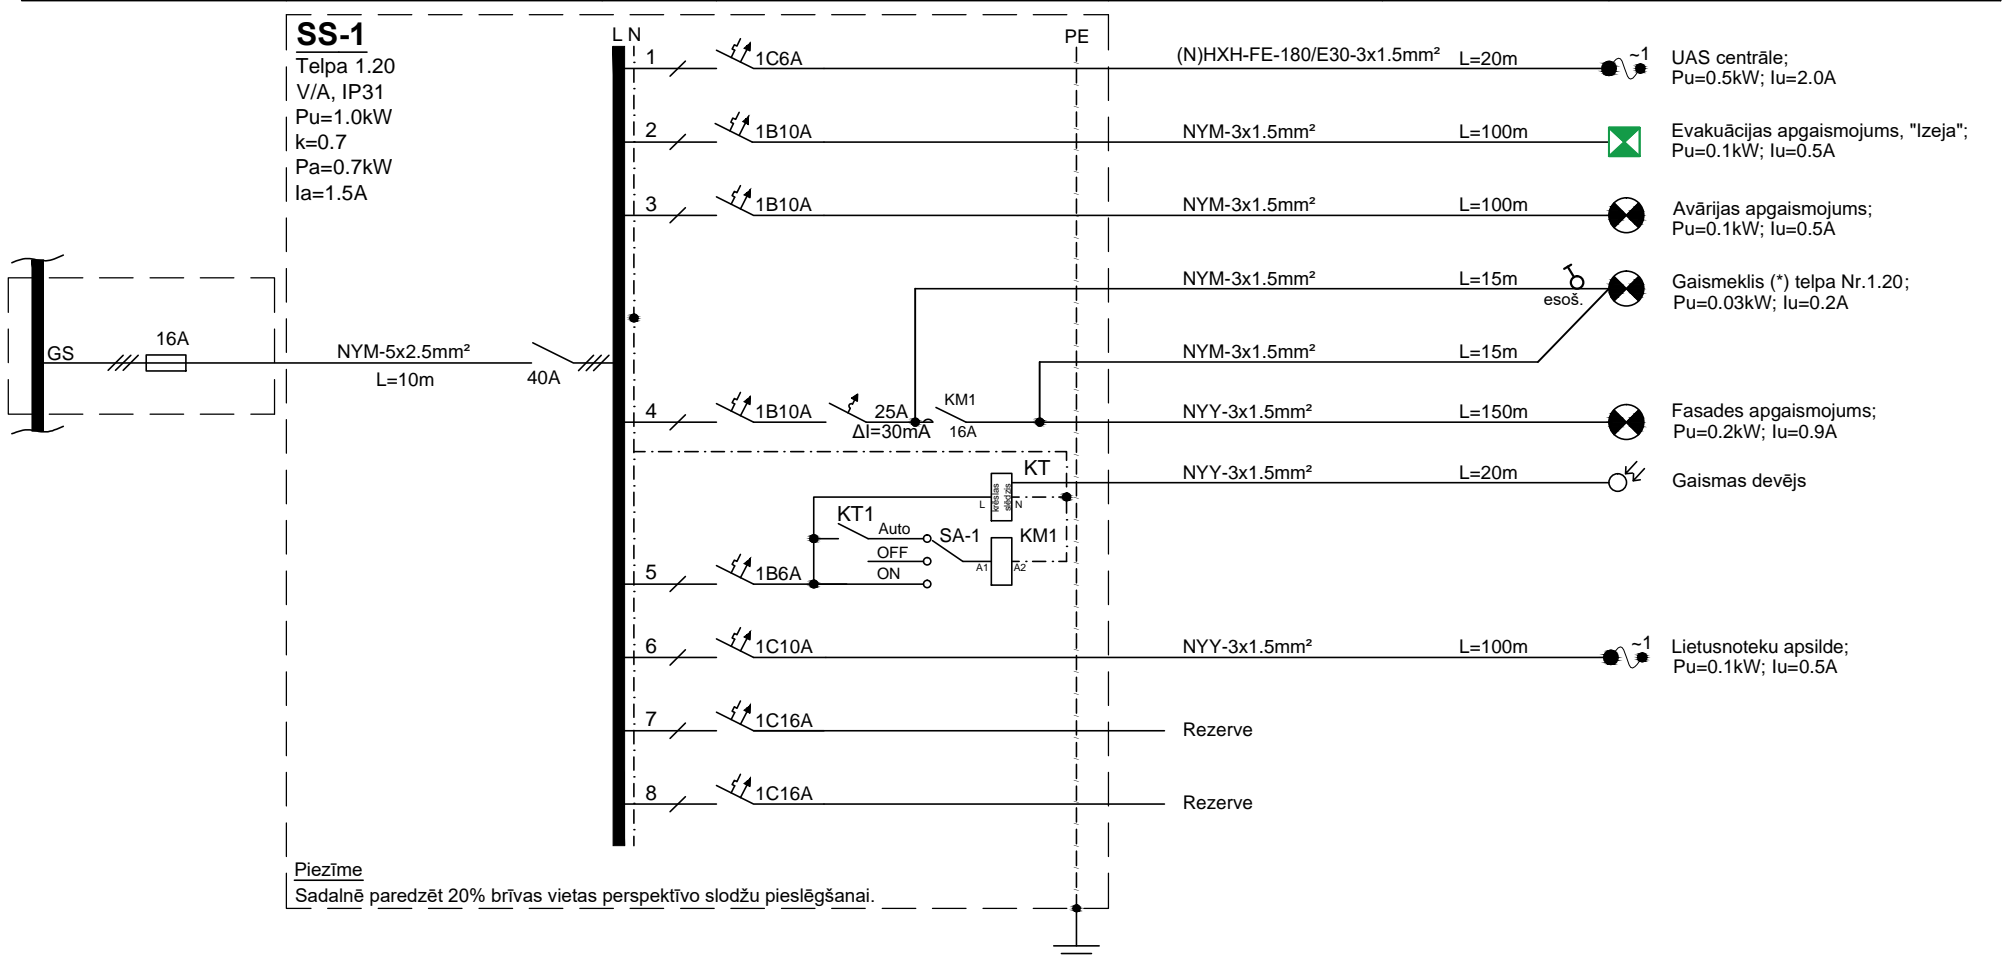 SS-1
Telpa 1.20
V/A, IP31
Pu=1.0kW
k=0.7
Pa=0.7kW
Ia=1.5A
L N
PE
1
1C6A
(N)HXH-FE-180/E30-3x1.5mm²
L=20m
~1
UAS centrāle;
Pu=0.5kW; Iu=2.0A
2
1B10A
NYM-3x1.5mm²
L=100m
Evakuācijas apgaismojums, "Izeja";
Pu=0.1kW; Iu=0.5A
3
1B10A
NYM-3x1.5mm²
L=100m
Avārijas apgaismojums;
Pu=0.1kW; Iu=0.5A
NYM-3x1.5mm²
L=15m
esoš.
Gaismeklis (*) telpa Nr.1.20;
Pu=0.03kW; Iu=0.2A
GS
16A
NYM-5x2.5mm²
L=10m
40A
NYM-3x1.5mm²
L=15m
4
1B10A
25A
ΔI=30mA
KM1
16A
NYY-3x1.5mm²
L=150m
Fasades apgaismojums;
Pu=0.2kW; Iu=0.9A
KT
L
krēslas
slēdzis
N
NYY-3x1.5mm²
L=20m
Gaismas devējs
KT1
Auto
OFF
ON
SA-1
A1
KM1
A2
5
1B6A
6
1C10A
NYY-3x1.5mm²
L=100m
~1
Lietusnoteku apsilde;
Pu=0.1kW; Iu=0.5A
7
1C16A
Rezerve
8
1C16A
Rezerve
Piezīme
Sadalnē paredzēt 20% brīvas vietas perspektīvo slodžu pieslēgšanai.